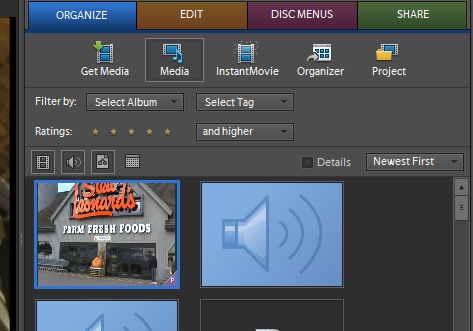 ORGANIZE EDIT DISC MENUS SHARE
Get Media Media InstantMovie Organizer Project
Filter by: Select Album Select Tag
Ratings: and higher
Details Newest First
Stew
Leonards
FARM FRESH FOODS
P